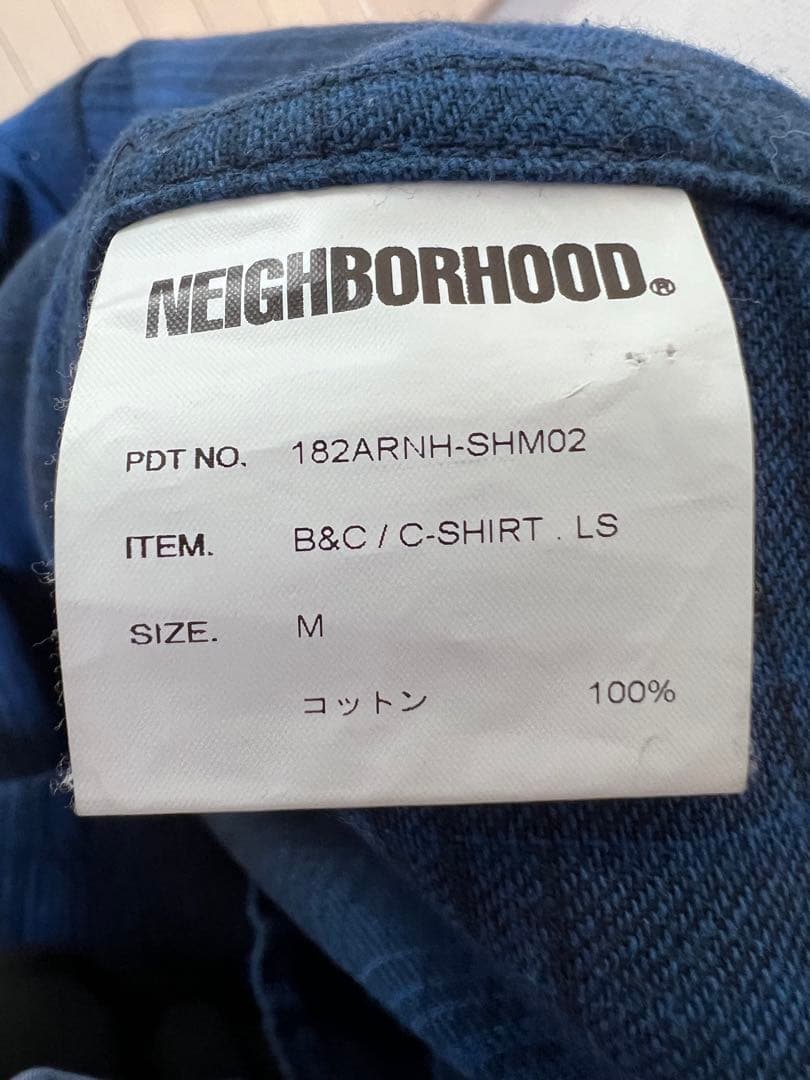 NEIGHBORHOOD®
PDT NO. 182ARNH-SHM02
ITEM. B&C / C-SHIRT . LS
SIZE. M
コットン 100%